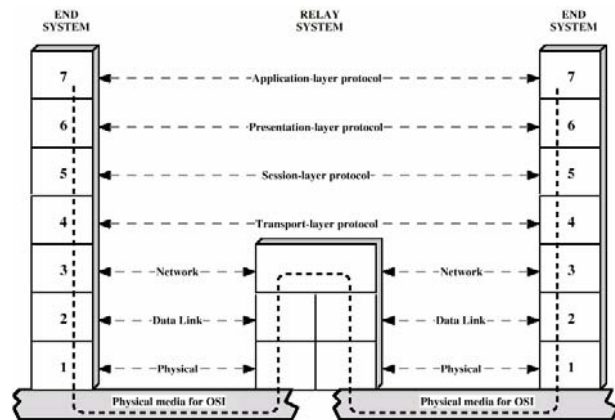 END SYSTEM
RELAY SYSTEM
END SYSTEM
7
Application-layer protocol
7
6
Presentation-layer protocol
6
5
Session-layer protocol
5
4
Transport-layer protocol
4
3
Network
Network
3
2
Data Link
Data Link
2
1
Physical
Physical
1
Physical media for OSI
Physical media for OSI